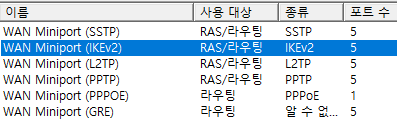 이름 사용 대상 종류 포트 수
WAN Miniport (SSTP) RAS/라우팅 SSTP 5
WAN Miniport (IKEv2) RAS/라우팅 IKEv2 5
WAN Miniport (L2TP) RAS/라우팅 L2TP 5
WAN Miniport (PPTP) RAS/라우팅 PPTP 5
WAN Miniport (PPPOE) 라우팅 PPPoE 1
WAN Miniport (GRE) 라우팅 알 수 없... 5